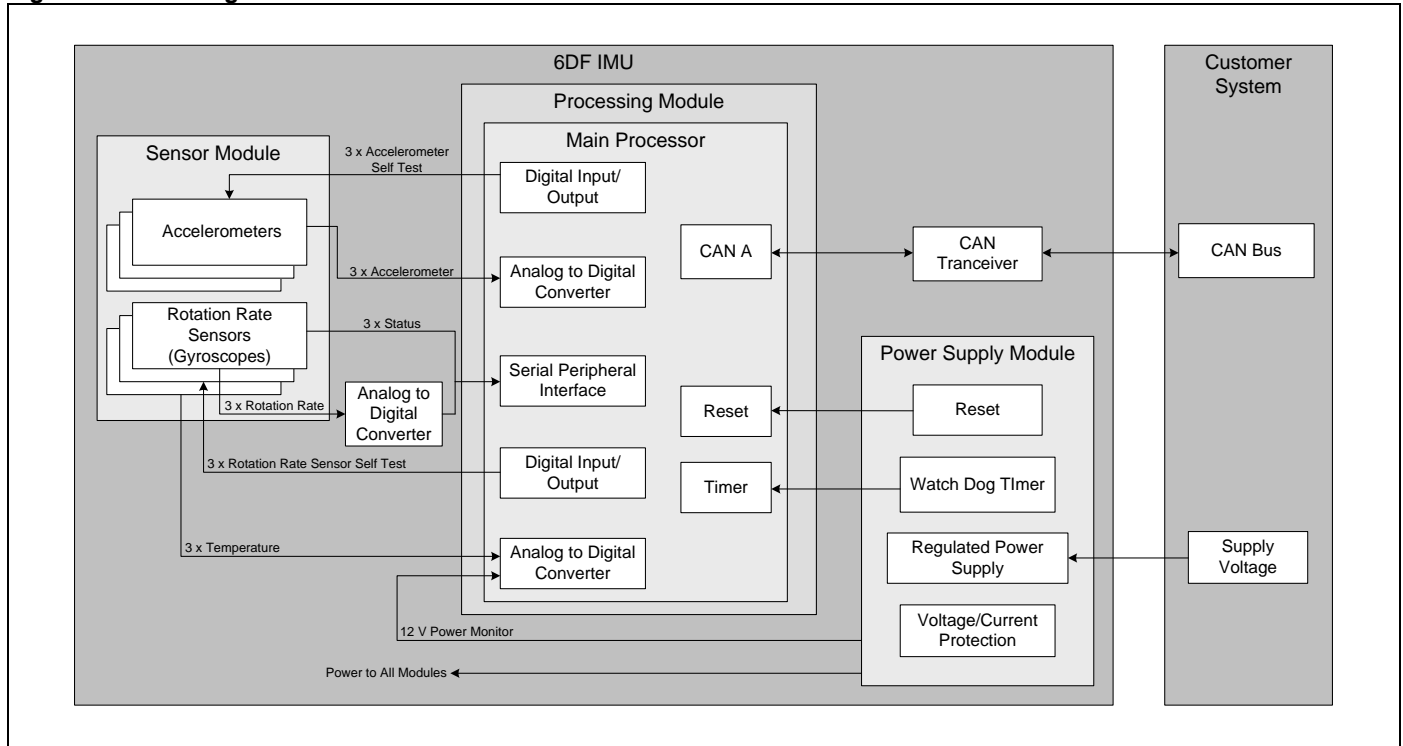 6DF IMU
Customer
System
Processing Module
Main Processor
Sensor Module
3 x Accelerometer
Self Test
Digital Input/
Output
Accelerometers
CAN A
CAN
Tranceiver
CAN Bus
3 x Accelerometer
Analog to Digital
Converter
Rotation Rate
Sensors
(Gyroscopes)
3 x Status
Serial Peripheral
Interface
Power Supply Module
3 x Rotation Rate
Analog to
Digital
Converter
Reset
Reset
3 x Rotation Rate Sensor Self Test
Digital Input/
Output
Timer
Watch Dog TImer
3 x Temperature
Analog to Digital
Converter
Regulated Power
Supply
Supply
Voltage
12 V Power Monitor
Voltage/Current
Protection
Power to All Modules